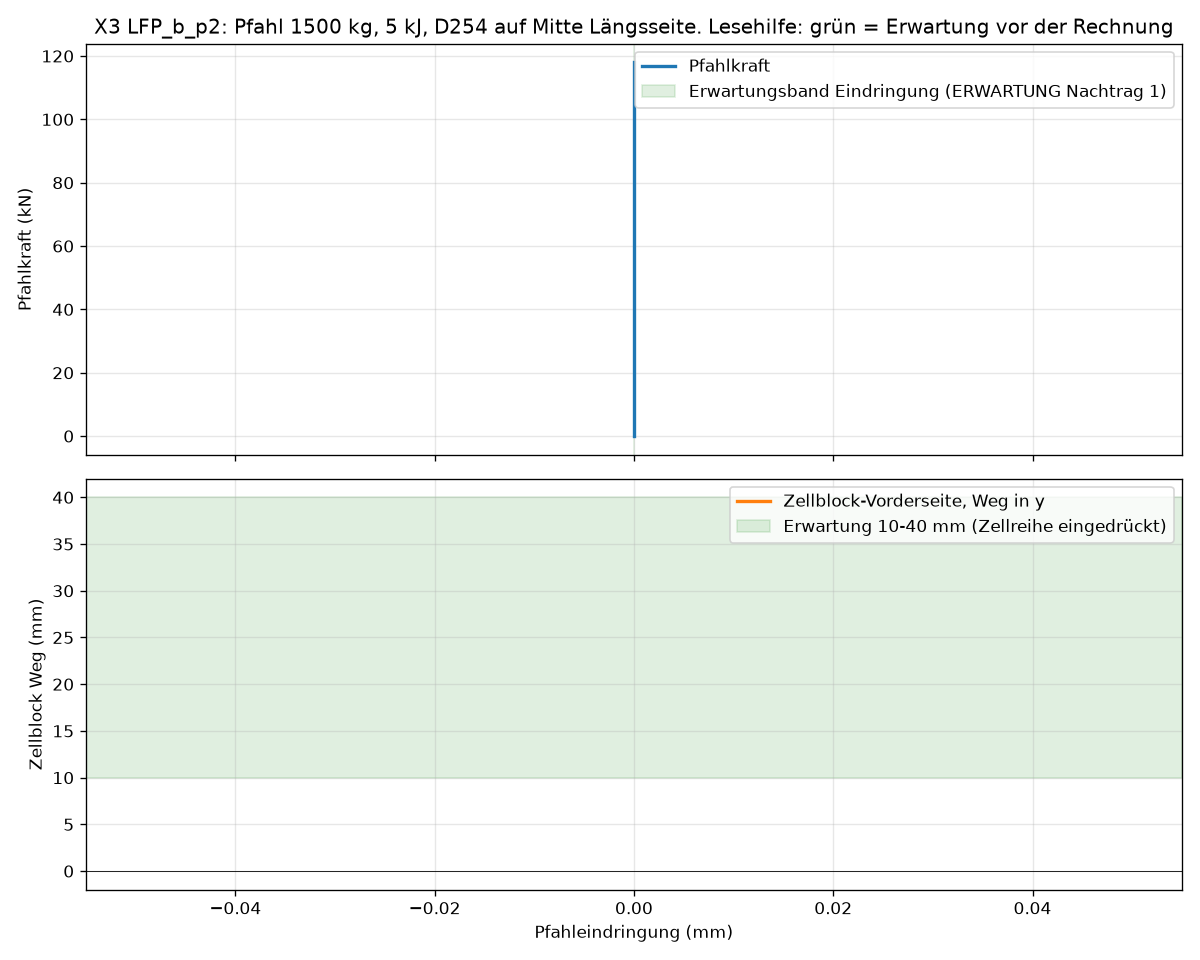 X3 LFP_b_p2: Pfahl 1500 kg, 5 kJ, D254 auf Mitte Längsseite. Lesehilfe: grün = Erwartung vor der Rechnung
Pfahlkraft
Erwartungsband Eindringung (ERWARTUNG Nachtrag 1)
Pfahlkraft (kN)
120
100
80
60
40
20
0
Zellblock-Vorderseite, Weg in y
Erwartung 10-40 mm (Zellreihe eingedrückt)
Zellblock Weg (mm)
40
35
30
25
20
15
10
5
0
−0.04
−0.02
0.00
0.02
0.04
Pfahleindringung (mm)